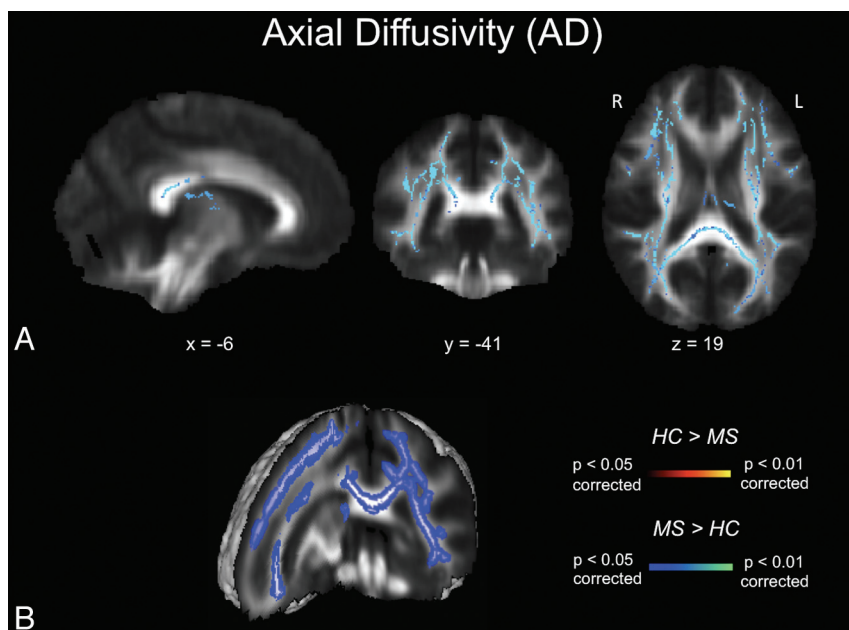 Axial Diffusivity (AD)
R L
A
x = -6 y = -41 z = 19
HC > MS
p < 0.05 p < 0.01
corrected corrected
MS > HC
p < 0.05 p < 0.01
corrected corrected
B